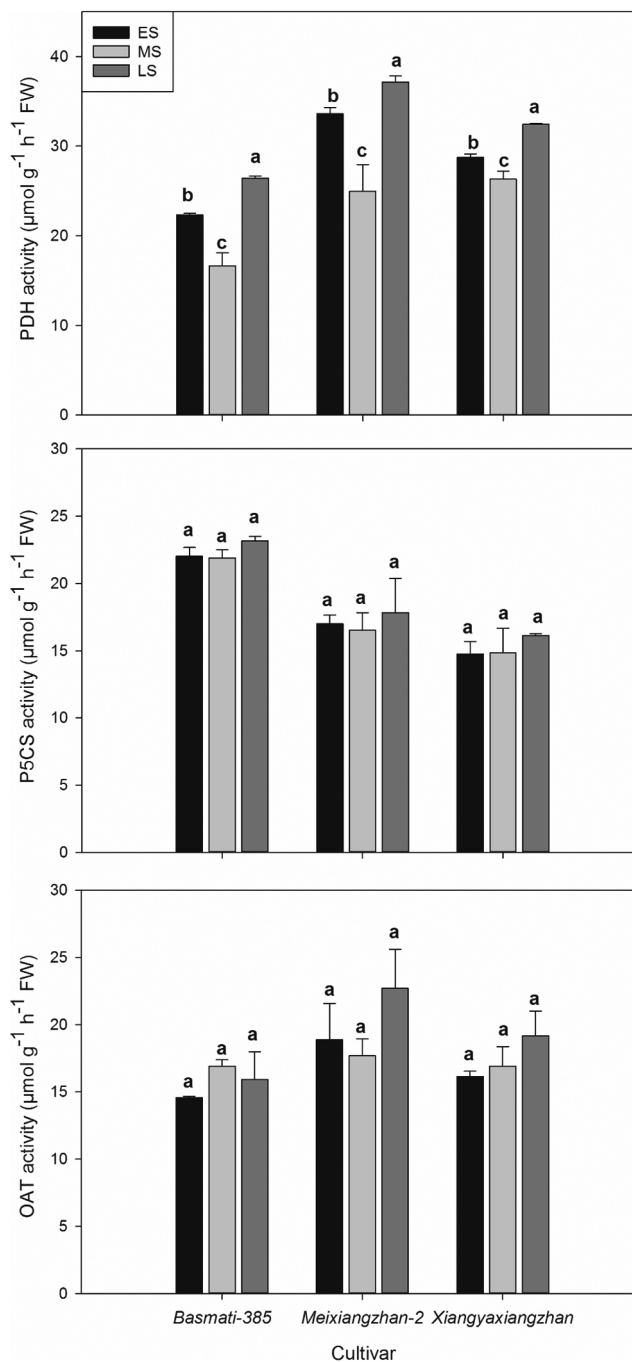 ES
MS
LS
PDH activity (µmol g⁻¹ h⁻¹ FW)
40
30
20
10
0
b
c
a
b
c
a
b
c
a
P5CS activity (µmol g⁻¹ h⁻¹ FW)
30
25
20
15
10
5
0
a
a
a
a
a
a
a
a
a
OAT activity (µmol g⁻¹ h⁻¹ FW)
30
25
20
15
10
5
0
a
a
a
a
a
a
a
a
a
Basmati-385 Meixiangzhan-2 Xiangyaxiangzhan
Cultivar